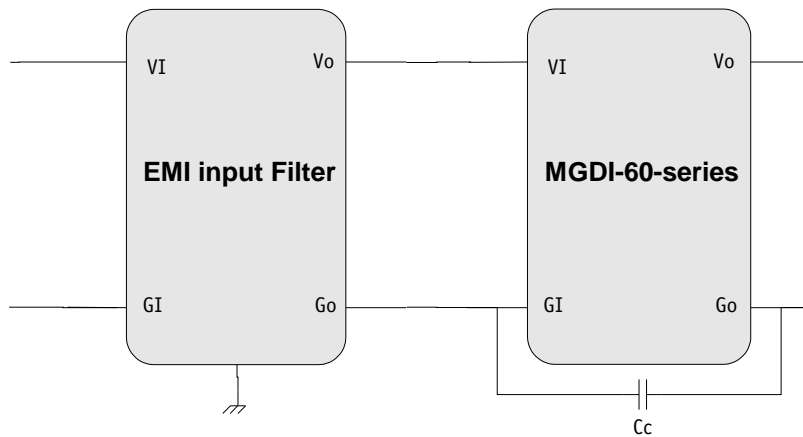 VI
Vo
VI
Vo
EMI input Filter
MGDI-60-series
GI
Go
GI
Go
Cc